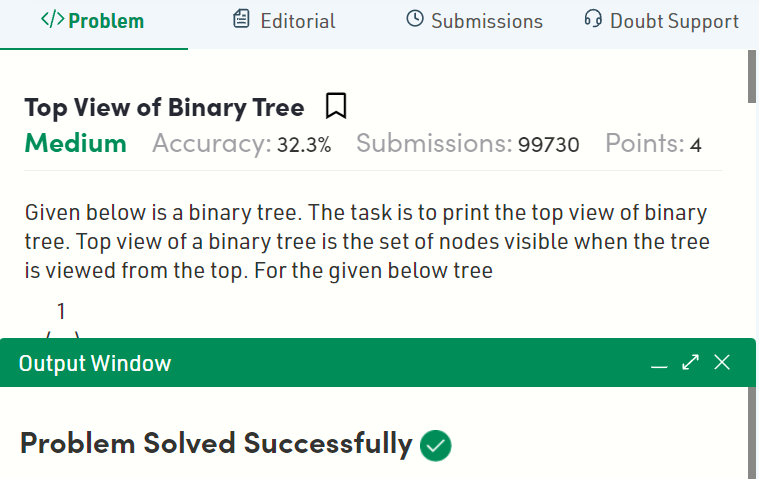 </> Problem Editorial Submissions Doubt Support
Top View of Binary Tree
Medium Accuracy: 32.3% Submissions: 99730 Points: 4
Given below is a binary tree. The task is to print the top view of binary
tree. Top view of a binary tree is the set of nodes visible when the tree
is viewed from the top. For the given below tree
1
/ \
Output Window
Problem Solved Successfully